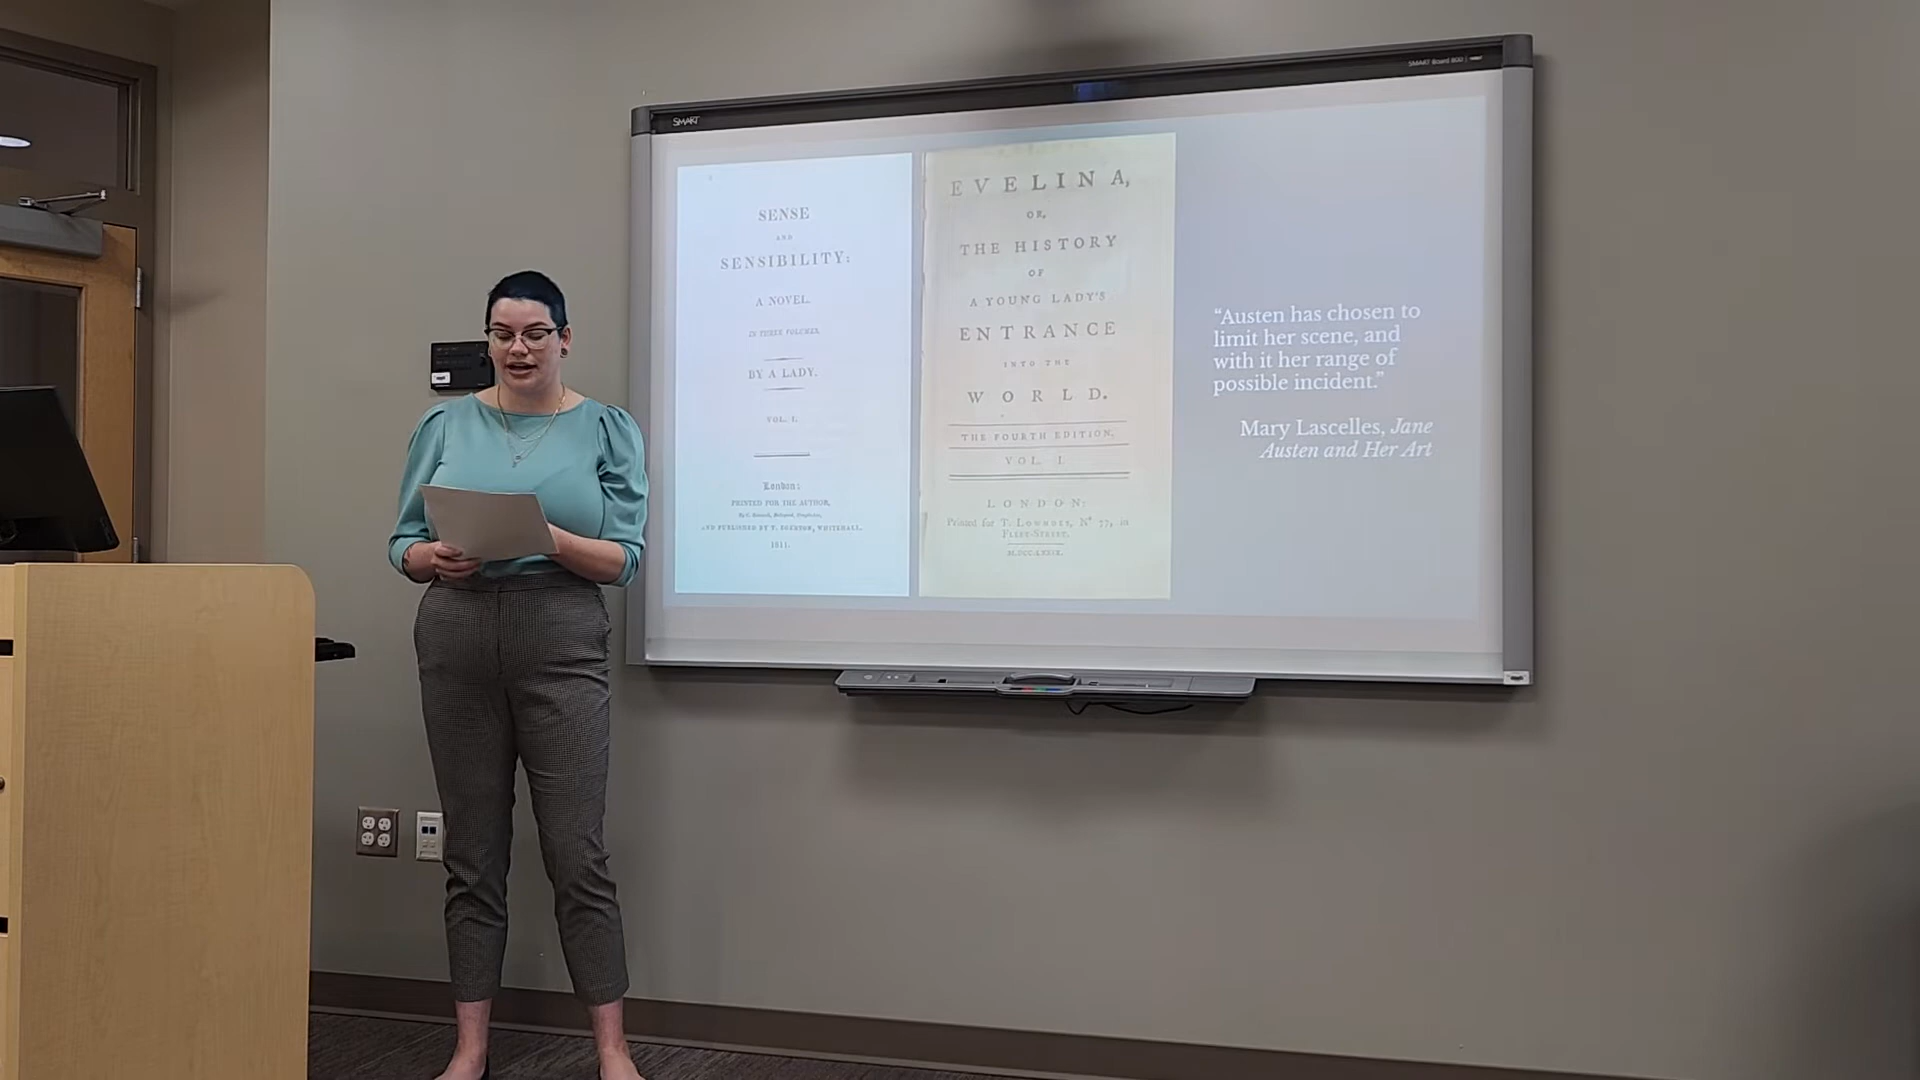 SMART
SMART Board 800
SENSE
AND
SENSIBILITY:
A NOVEL.
IN THREE VOLUMES.
BY A LADY.
VOL. I.
London:
PRINTED FOR THE AUTHOR,
AND PUBLISHED BY T. EGERTON, WHITEHALL.
1811.
EVELINA,
OR,
THE HISTORY
OF
A YOUNG LADY'S
ENTRANCE
INTO THE
WORLD.
THE FOURTH EDITION.
VOL. I.
LONDON:
Printed for T. LOWNDES, Nº 77, in
FLEET-STREET.
M.DCC.LXXIX.
“Austen has chosen to
limit her scene, and
with it her range of
possible incident.”
Mary Lascelles, Jane
Austen and Her Art